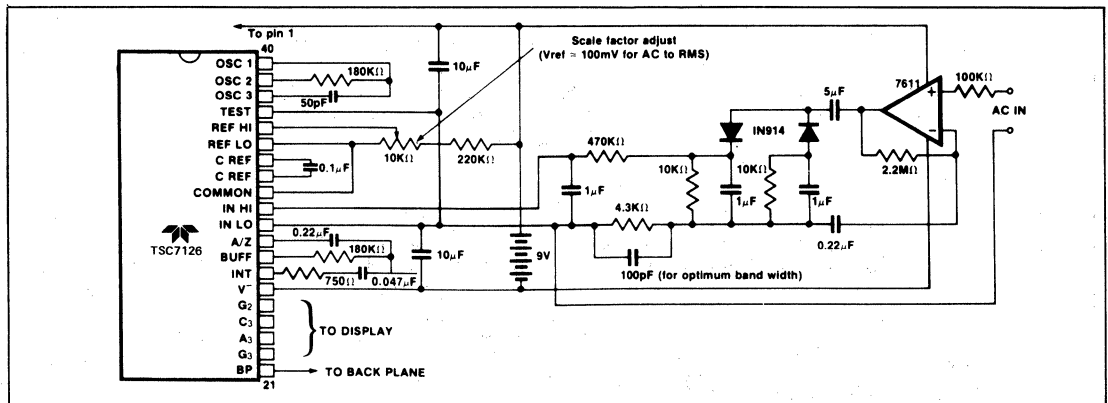 To pin 1
40
OSC 1
OSC 2
OSC 3
TEST
REF HI
REF LO
C REF
C REF
COMMON
IN HI
IN LO
A/Z
BUFF
INT
V⁻
G2
C3
A3
G3
BP
21
TSC7126
180KΩ
50pF
10μF
Scale factor adjust
(Vref = 100mV for AC to RMS)
10KΩ
220KΩ
0.1μF
470KΩ
1μF
10KΩ
1μF
10KΩ
1μF
IN914
5μF
7611
+
−
100KΩ
AC IN
2.2MΩ
4.3KΩ
100pF (for optimum band width)
0.22μF
0.22μF
180KΩ
750Ω
0.047μF
10μF
9V
TO DISPLAY
TO BACK PLANE